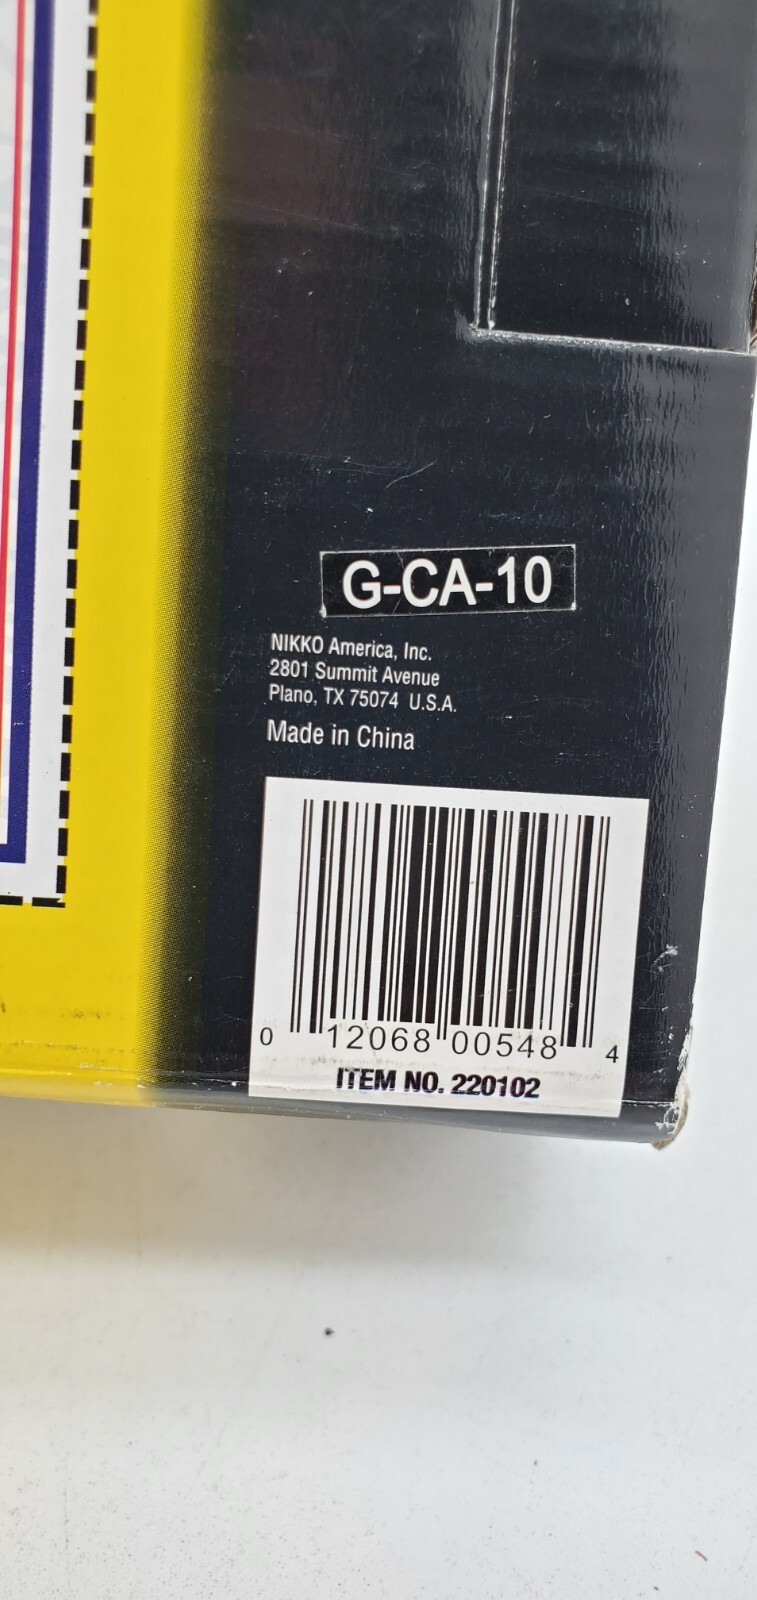 G-CA-10
NIKKO America, Inc.
2801 Summit Avenue
Plano, TX 75074 U.S.A.
Made in China
0 12068 00548 4
ITEM NO. 220102